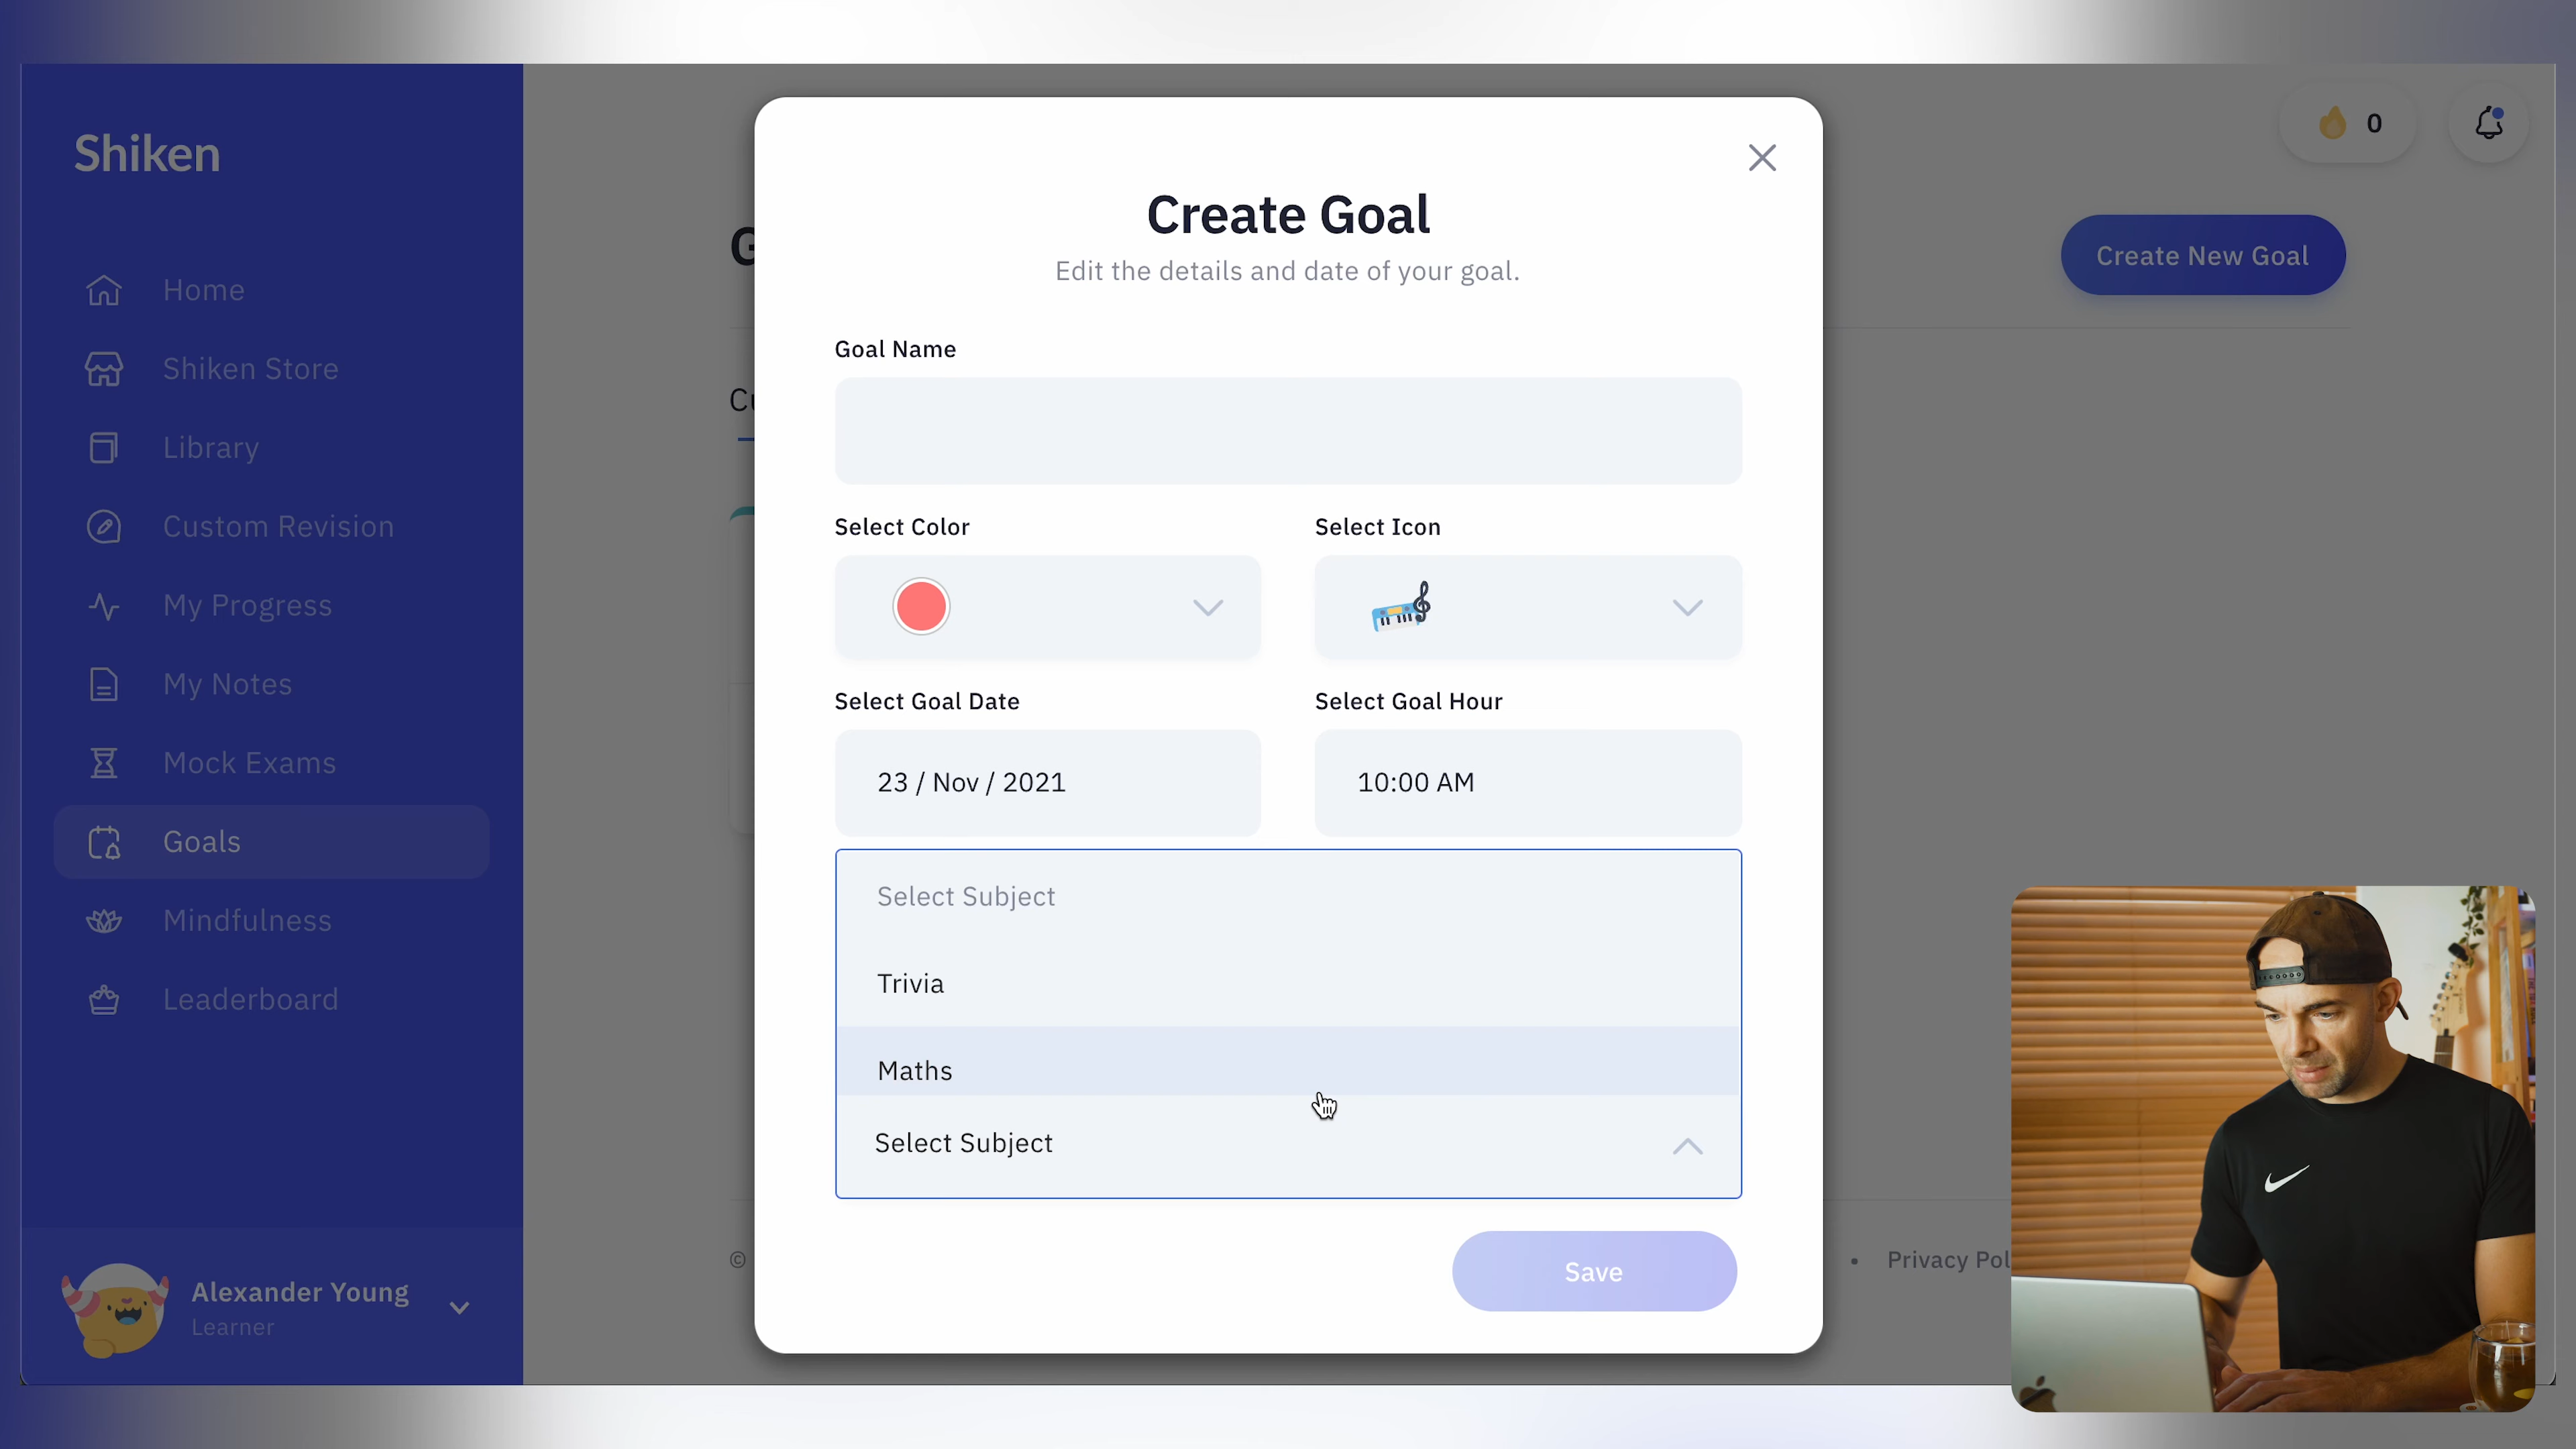 Shiken
Home
Shiken Store
Library
Custom Revision
My Progress
My Notes
Mock Exams
Goals
Mindfulness
Leaderboard
Alexander Young
Learner
0
Create New Goal
Create Goal
Edit the details and date of your goal.
Goal Name
Select Color
Select Icon
Select Goal Date
Select Goal Hour
23 / Nov / 2021
10:00 AM
Select Subject
Trivia
Maths
Select Subject
Save
©
• Privacy Pol